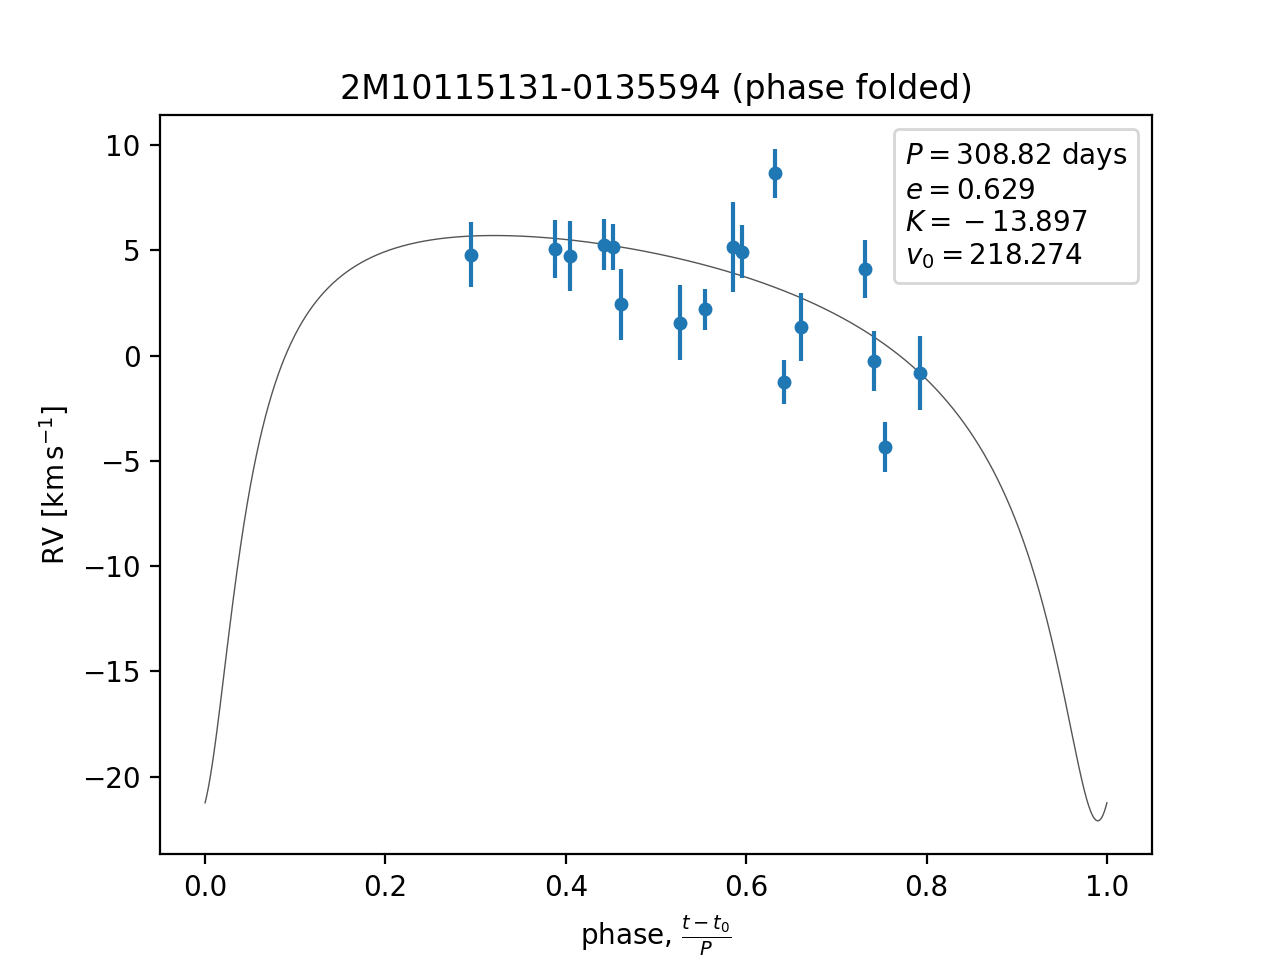 2M10115131-0135594 (phase folded)
P = 308.82 days
e = 0.629
K = −13.897
v₀ = 218.274
10
5
0
−5
−10
−15
−20
RV [km s⁻¹]
0.0 0.2 0.4 0.6 0.8 1.0
phase, (t − t₀)/P